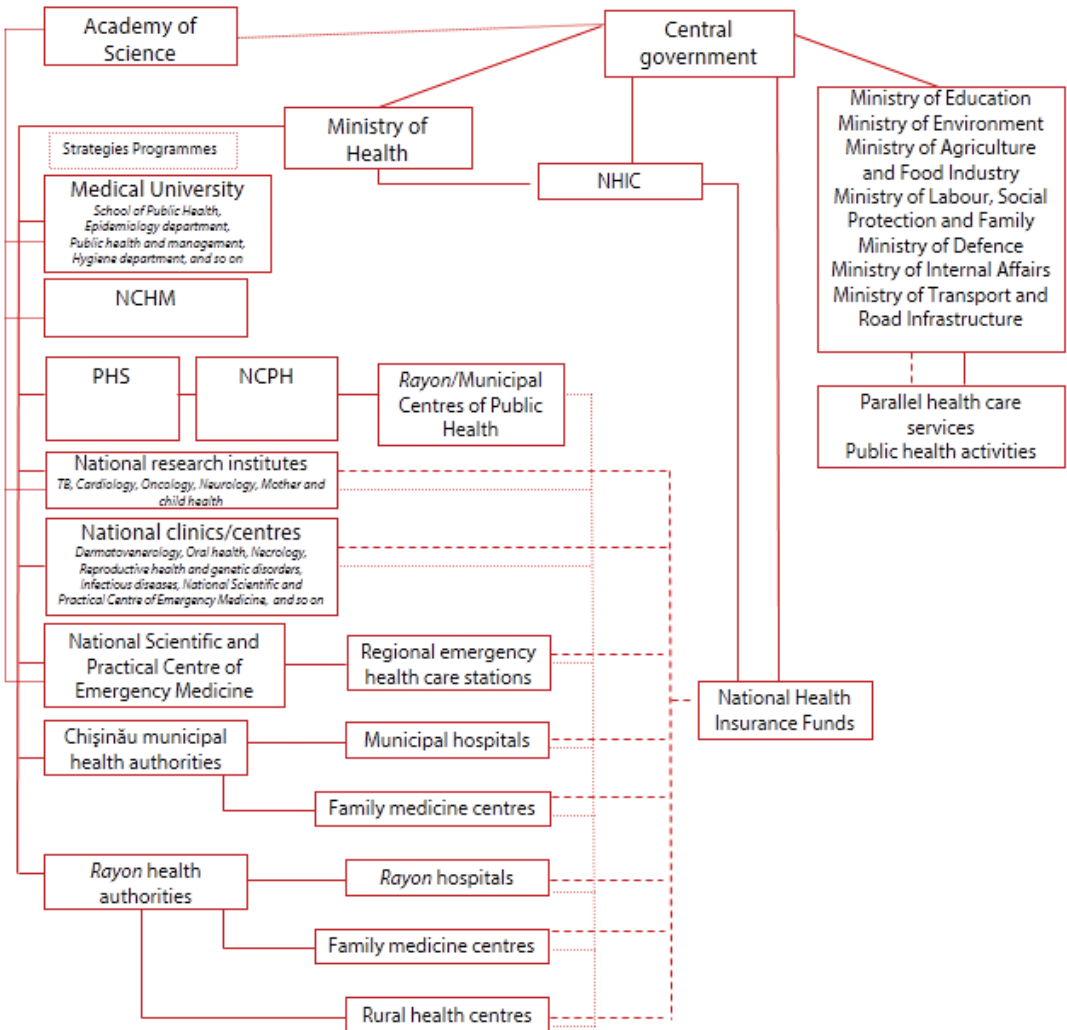 Academy of
Science
Central
government
Ministry of Education
Ministry of Environment
Ministry of Agriculture
and Food Industry
Ministry of Labour, Social
Protection and Family
Ministry of Defence
Ministry of Internal Affairs
Ministry of Transport and
Road Infrastructure
Ministry of
Health
Strategies Programmes
NHIC
Medical University
School of Public Health,
Epidemiology department,
Public health and management,
Hygiene department, and so on
NCHM
PHS
NCPH
Rayon/Municipal
Centres of Public
Health
Parallel health care
services
Public health activities
National research institutes
TB, Cardiology, Oncology, Neurology, Mother and
child health
National clinics/centres
Dermatovenerology, Oral health, Necrology,
Reproductive health and genetic disorders,
Infectious diseases, National Scientific and
Practical Centre of Emergency Medicine, and so on
National Scientific and
Practical Centre of
Emergency Medicine
Regional emergency
health care stations
National Health
Insurance Funds
Chişinău municipal
health authorities
Municipal hospitals
Family medicine centres
Rayon health
authorities
Rayon hospitals
Family medicine centres
Rural health centres